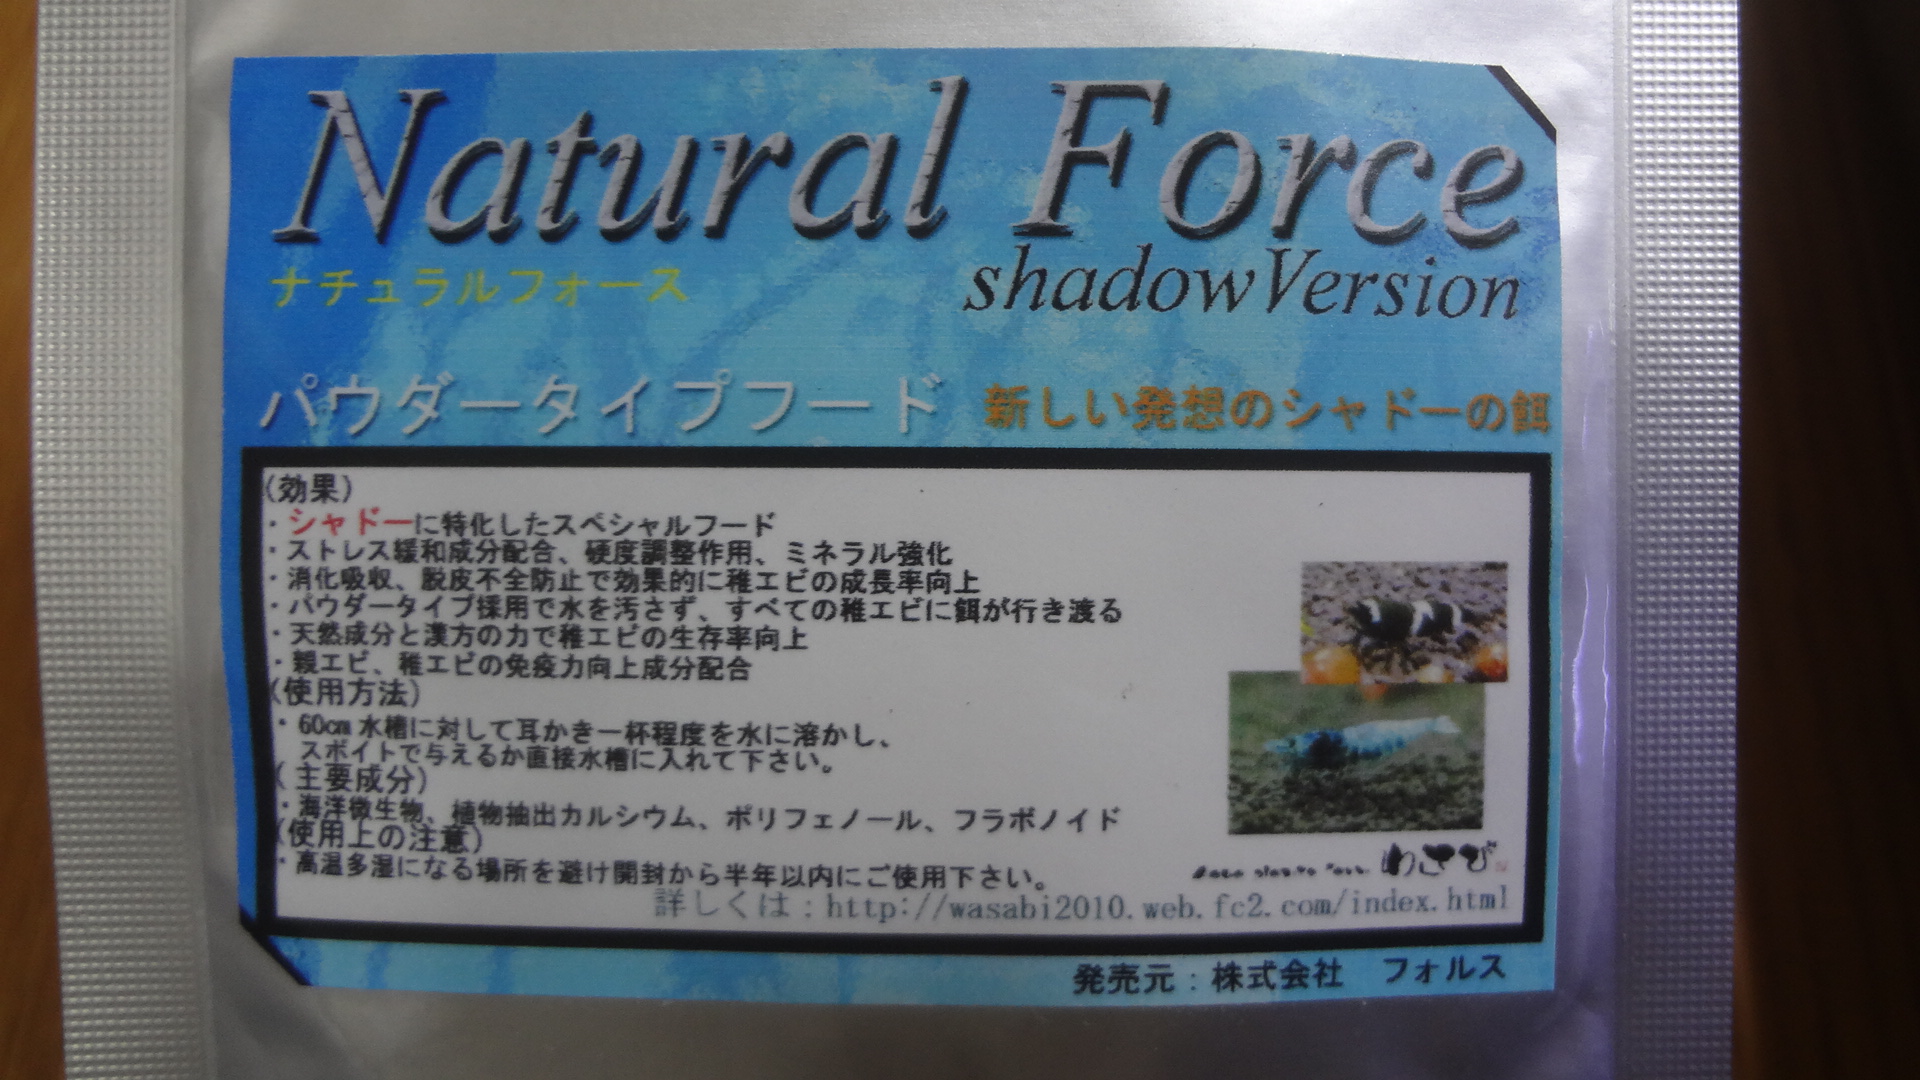 Natural Force
ナチュラルフォース
shadowVersion
パウダータイプフード
新しい発想のシャドーの餌
(効果)
・シャドーに特化したスペシャルフード
・ストレス緩和成分配合、硬度調整作用、ミネラル強化
・消化吸収、脱皮不全防止で効果的に稚エビの成長率向上
・パウダータイプ採用で水を汚さず、すべての稚エビに餌が行き渡る
・天然成分と漢方の力で稚エビの生存率向上
・親エビ、稚エビの免疫力向上成分配合
(使用方法)
・60cm水槽に対して耳かき一杯程度を水に溶かし、
スポイトで与えるか直接水槽に入れて下さい。
(主要成分)
・海洋微生物、植物抽出カルシウム、ポリフェノール、フラボノイド
(使用上の注意)
・高温多湿になる場所を避け開封から半年以内にご使用下さい。
わさび
詳しくは：http://wasabi2010.web.fc2.com/index.html
発売元：株式会社 フォルス